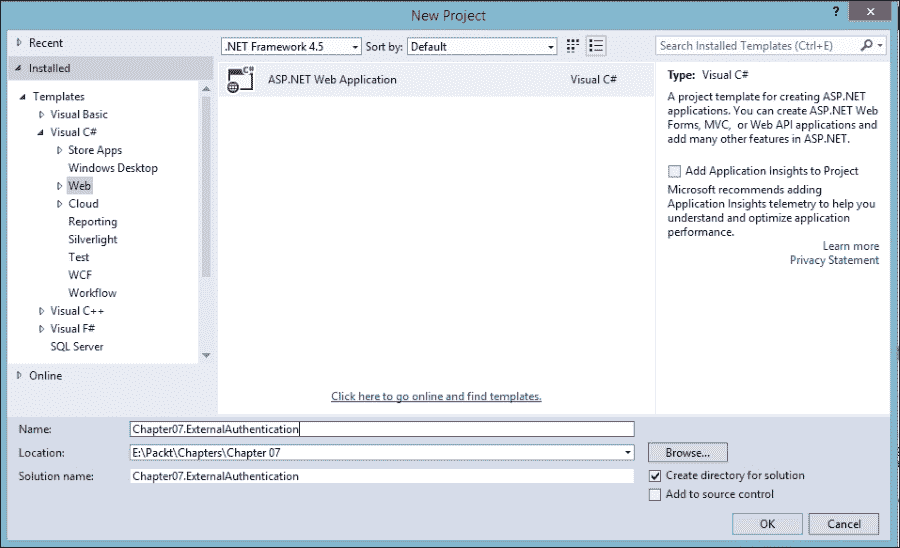 New Project
?
Recent
Installed
Templates
Visual Basic
Visual C#
Store Apps
Windows Desktop
Web
Cloud
Reporting
Silverlight
Test
WCF
Workflow
Visual C++
Visual F#
SQL Server
Online
.NET Framework 4.5
Sort by: Default
C#
ASP.NET Web Application Visual C#
Click here to go online and find templates.
Search Installed Templates (Ctrl+E)
Type: Visual C#
A project template for creating ASP.NET
applications. You can create ASP.NET Web
Forms, MVC, or Web API applications and
add many other features in ASP.NET.
Add Application Insights to Project
Microsoft recommends adding
Application Insights telemetry to help you
understand and optimize application
performance.
Learn more
Privacy Statement
Name: Chapter07.ExternalAuthentication
Location: E:\Packt\Chapters\Chapter 07
Browse...
Solution name: Chapter07.ExternalAuthentication
Create directory for solution
Add to source control
OK Cancel